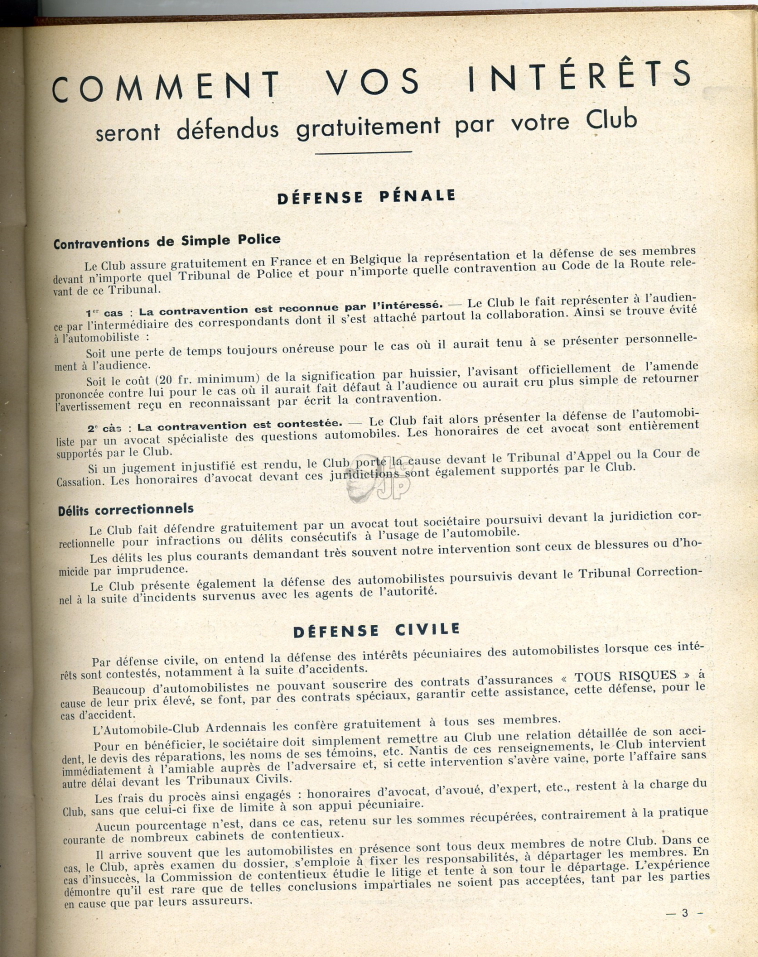 COMMENT VOS INTÉRÊTS
seront défendus gratuitement par votre Club
DÉFENSE PÉNALE
Contraventions de Simple Police
Le Club assure gratuitement en France et en Belgique la représentation et la défense de ses membres
devant n'importe quel Tribunal de Police et pour n'importe quelle contravention au Code de la Route rele-
vant de ce Tribunal.
1er cas : La contravention est reconnue par l'intéressé. — Le Club le fait représenter à l'audien-
ce par l'intermédiaire des correspondants dont il s'est attaché partout la collaboration. Ainsi se trouve évité
à l'automobiliste :
Soit une perte de temps toujours onéreuse pour le cas où il aurait tenu à se présenter personnelle-
ment à l'audience.
Soit le coût (20 fr. minimum) de la signification par huissier, l'avisant officiellement de l'amende
prononcée contre lui pour le cas où il aurait fait défaut à l'audience ou aurait cru plus simple de retourner
l'avertissement reçu en reconnaissant par écrit la contravention.
2e càs : La contravention est contestée. — Le Club fait alors présenter la défense de l'automobi-
liste par un avocat spécialiste des questions automobiles. Les honoraires de cet avocat sont entièrement
supportés par le Club.
Si un jugement injustifié est rendu, le Club porte la cause devant le Tribunal d'Appel ou la Cour de
Cassation. Les honoraires d'avocat devant ces juridictions sont également supportés par le Club.
JP
Délits correctionnels
Le Club fait défendre gratuitement par un avocat tout sociétaire poursuivi devant la juridiction cor-
rectionnelle pour infractions ou délits consécutifs à l'usage de l'automobile.
Les délits les plus courants demandant très souvent notre intervention sont ceux de blessures ou d'ho-
micide par imprudence.
Le Club présente également la défense des automobilistes poursuivis devant le Tribunal Correction-
nel à la suite d'incidents survenus avec les agents de l'autorité.
DÉFENSE CIVILE
Par défense civile, on entend la défense des intérêts pécuniaires des automobilistes lorsque ces inté-
rêts sont contestés, notamment à la suite d'accidents.
Beaucoup d'automobilistes ne pouvant souscrire des contrats d'assurances « TOUS RISQUES » à
cause de leur prix élevé, se font, par des contrats spéciaux, garantir cette assistance, cette défense, pour le
cas d'accident.
L'Automobile-Club Ardennais les confère gratuitement à tous ses membres.
Pour en bénéficier, le sociétaire doit simplement remettre au Club une relation détaillée de son acci-
dent, le devis des réparations, les noms de ses témoins, etc. Nantis de ces renseignements, le Club intervient
immédiatement à l'amiable auprès de l'adversaire et, si cette intervention s'avère vaine, porte l'affaire sans
autre délai devant les Tribunaux Civils.
Les frais du procès ainsi engagés : honoraires d'avocat, d'avoué, d'expert, etc., restent à la charge du
Club, sans que celui-ci fixe de limite à son appui pécuniaire.
Aucun pourcentage n'est, dans ce cas, retenu sur les sommes récupérées, contrairement à la pratique
courante de nombreux cabinets de contentieux.
Il arrive souvent que les automobilistes en présence sont tous deux membres de notre Club. Dans ce
cas, le Club, après examen du dossier, s'emploie à fixer les responsabilités, à départager les membres. En
cas d'insuccès, la Commission de contentieux étudie le litige et tente à son tour le départage. L'expérience
démontre qu'il est rare que de telles conclusions impartiales ne soient pas acceptées, tant par les parties
en cause que par leurs assureurs.
— 3 -